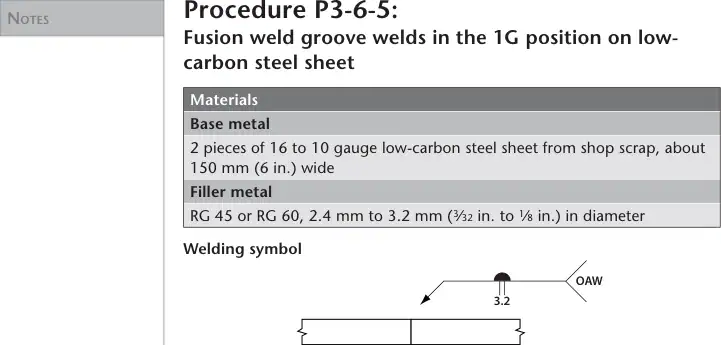 NOTES
Procedure P3-6-5:
Fusion weld groove welds in the 1G position on low-
carbon steel sheet
Materials
Base metal
2 pieces of 16 to 10 gauge low-carbon steel sheet from shop scrap, about
150 mm (6 in.) wide
Filler metal
RG 45 or RG 60, 2.4 mm to 3.2 mm (3⁄32 in. to 1⁄8 in.) in diameter
Welding symbol
OAW
3.2